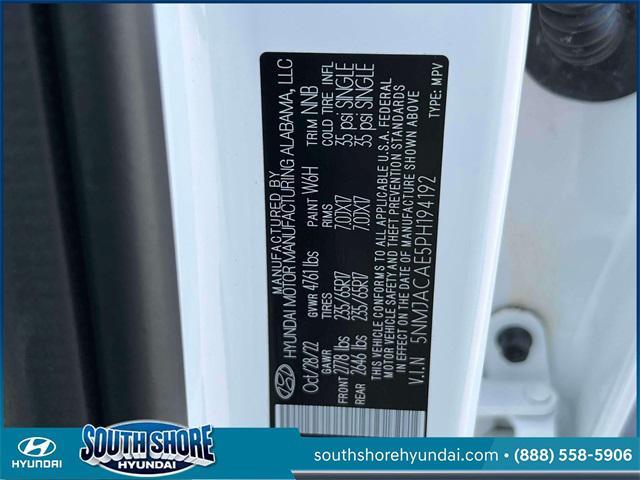 MANUFACTURED BY
HYUNDAI MOTOR MANUFACTURING ALABAMA, LLC
Oct/28/22 GVWR 4761 lbs PAINT W6H TRIM NNB
GAWR TIRES RIMS COLD TIRE INFL
FRONT 2778 lbs 235/65R17 7.0JX17 35 psi SINGLE
REAR 2646 lbs 235/65R17 7.0JX17 35 psi SINGLE
THIS VEHICLE CONFORMS TO ALL APPLICABLE U.S.A. FEDERAL
MOTOR VEHICLE SAFETY AND THEFT PREVENTION STANDARDS
IN EFFECT ON THE DATE OF MANUFACTURE SHOWN ABOVE
V.I.N 5NMJACAE5PH194192 TYPE: MPV
HYUNDAI
SOUTH SHORE
HYUNDAI
southshorehyundai.com • (888) 558-5906